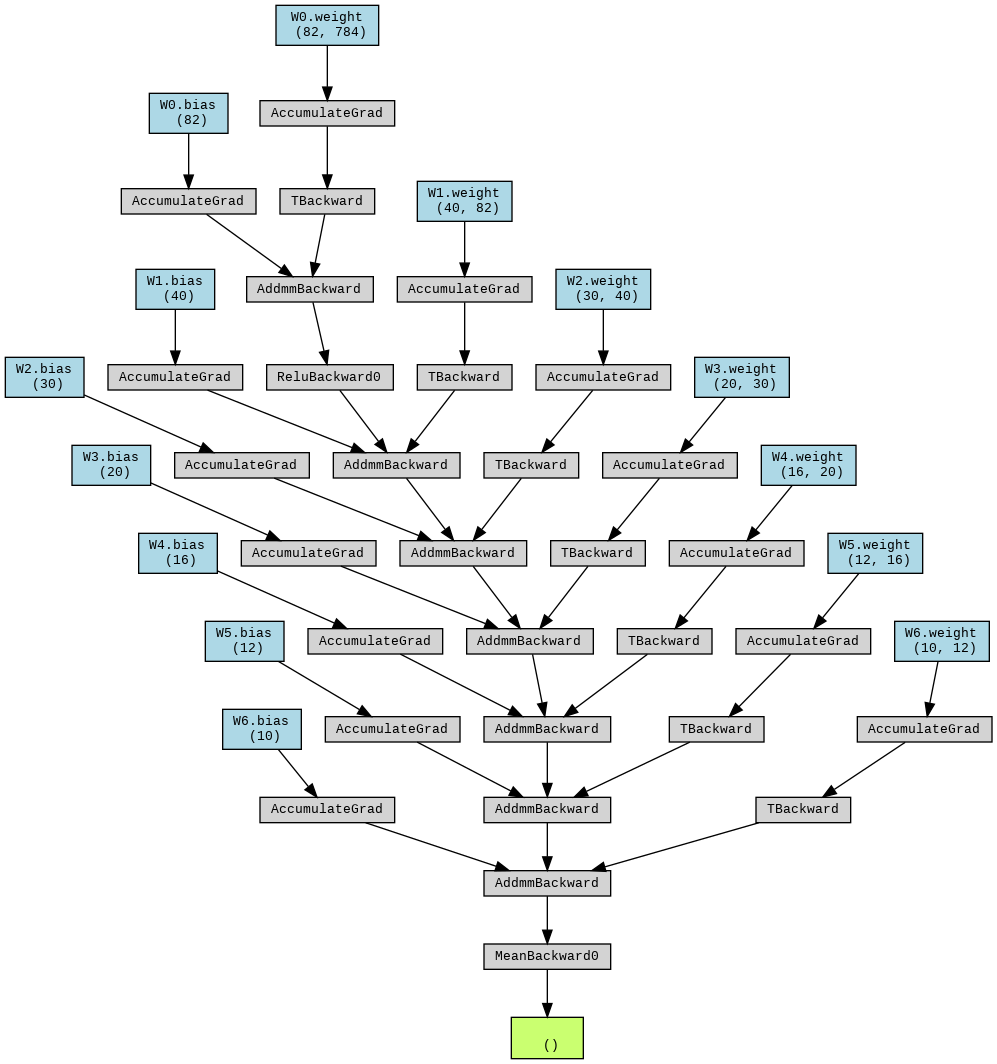 W0.weight
(82, 784)
W0.bias
(82)
AccumulateGrad
AccumulateGrad
TBackward
W1.weight
(40, 82)
W1.bias
(40)
AddmmBackward
AccumulateGrad
W2.weight
(30, 40)
W2.bias
(30)
AccumulateGrad
ReluBackward0
TBackward
AccumulateGrad
W3.weight
(20, 30)
W3.bias
(20)
AccumulateGrad
AddmmBackward
TBackward
AccumulateGrad
W4.weight
(16, 20)
W4.bias
(16)
AccumulateGrad
AddmmBackward
TBackward
AccumulateGrad
W5.weight
(12, 16)
W5.bias
(12)
AccumulateGrad
AddmmBackward
TBackward
AccumulateGrad
W6.weight
(10, 12)
W6.bias
(10)
AccumulateGrad
AddmmBackward
TBackward
AccumulateGrad
AccumulateGrad
AddmmBackward
TBackward
AddmmBackward
MeanBackward0
()